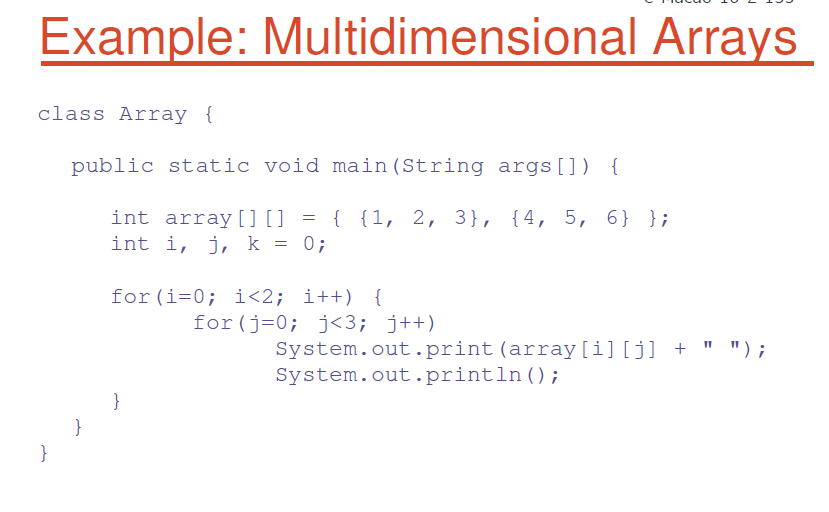 Example: Multidimensional Arrays
class Array {
public static void main(String args[]) {
int array[][] = { {1, 2, 3}, {4, 5, 6} };
int i, j, k = 0;
for(i=0; i<2; i++) {
for(j=0; j<3; j++)
System.out.print(array[i][j] + " ");
System.out.println();
}
}
}